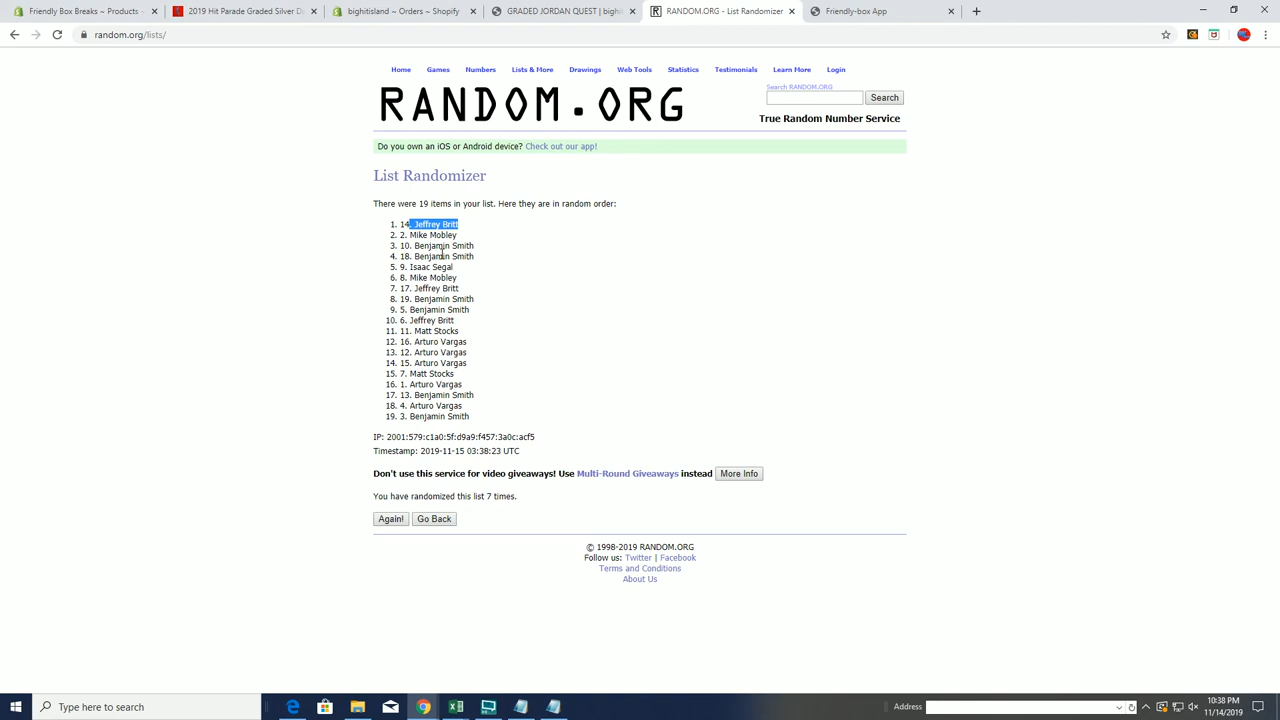 Friendly Box Breaks ~ Products ~
2019 Hit Parade Graded Silver D
bighitisland ~ Orders ~ Shopify
GRADED JORDAN QUEST | bighit
RANDOM.ORG - List Randomizer
Friendly-box App
random.org/lists/
Home Games Numbers Lists & More Drawings Web Tools Statistics Testimonials Learn More Login
Search RANDOM.ORG
RANDOM.ORG
Search
True Random Number Service
Do you own an iOS or Android device? Check out our app!
List Randomizer
There were 19 items in your list. Here they are in random order:
1. 14. Jeffrey Britt
2. 2. Mike Mobley
3. 10. Benjamin Smith
4. 18. Benjamin Smith
5. 9. Isaac Segal
6. 8. Mike Mobley
7. 17. Jeffrey Britt
8. 19. Benjamin Smith
9. 5. Benjamin Smith
10. 6. Jeffrey Britt
11. 11. Matt Stocks
12. 16. Arturo Vargas
13. 12. Arturo Vargas
14. 15. Arturo Vargas
15. 7. Matt Stocks
16. 1. Arturo Vargas
17. 13. Benjamin Smith
18. 4. Arturo Vargas
19. 3. Benjamin Smith
IP: 2001:579:c1a0:5f:d9a9:f457:3a0c:acf5
Timestamp: 2019-11-15 03:38:23 UTC
Don't use this service for video giveaways! Use Multi-Round Giveaways instead More Info
You have randomized this list 7 times.
Again! Go Back
© 1998-2019 RANDOM.ORG
Follow us: Twitter | Facebook
Terms and Conditions
About Us
Type here to search
Address
10:38 PM
11/14/2019